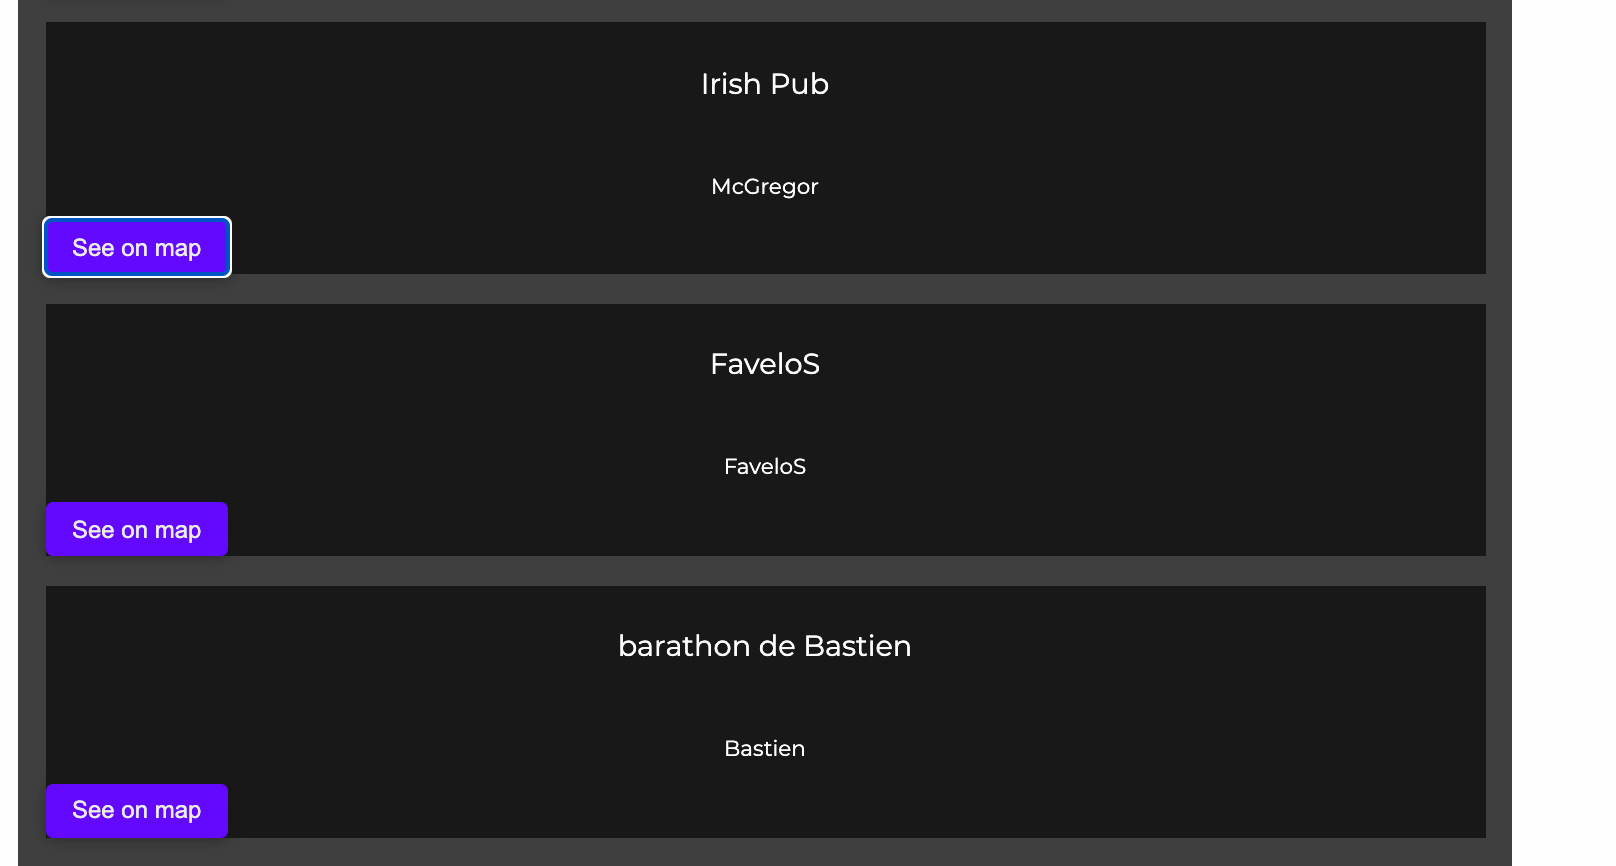 Irish Pub
McGregor
See on map
FaveloS
FaveloS
See on map
barathon de Bastien
Bastien
See on map